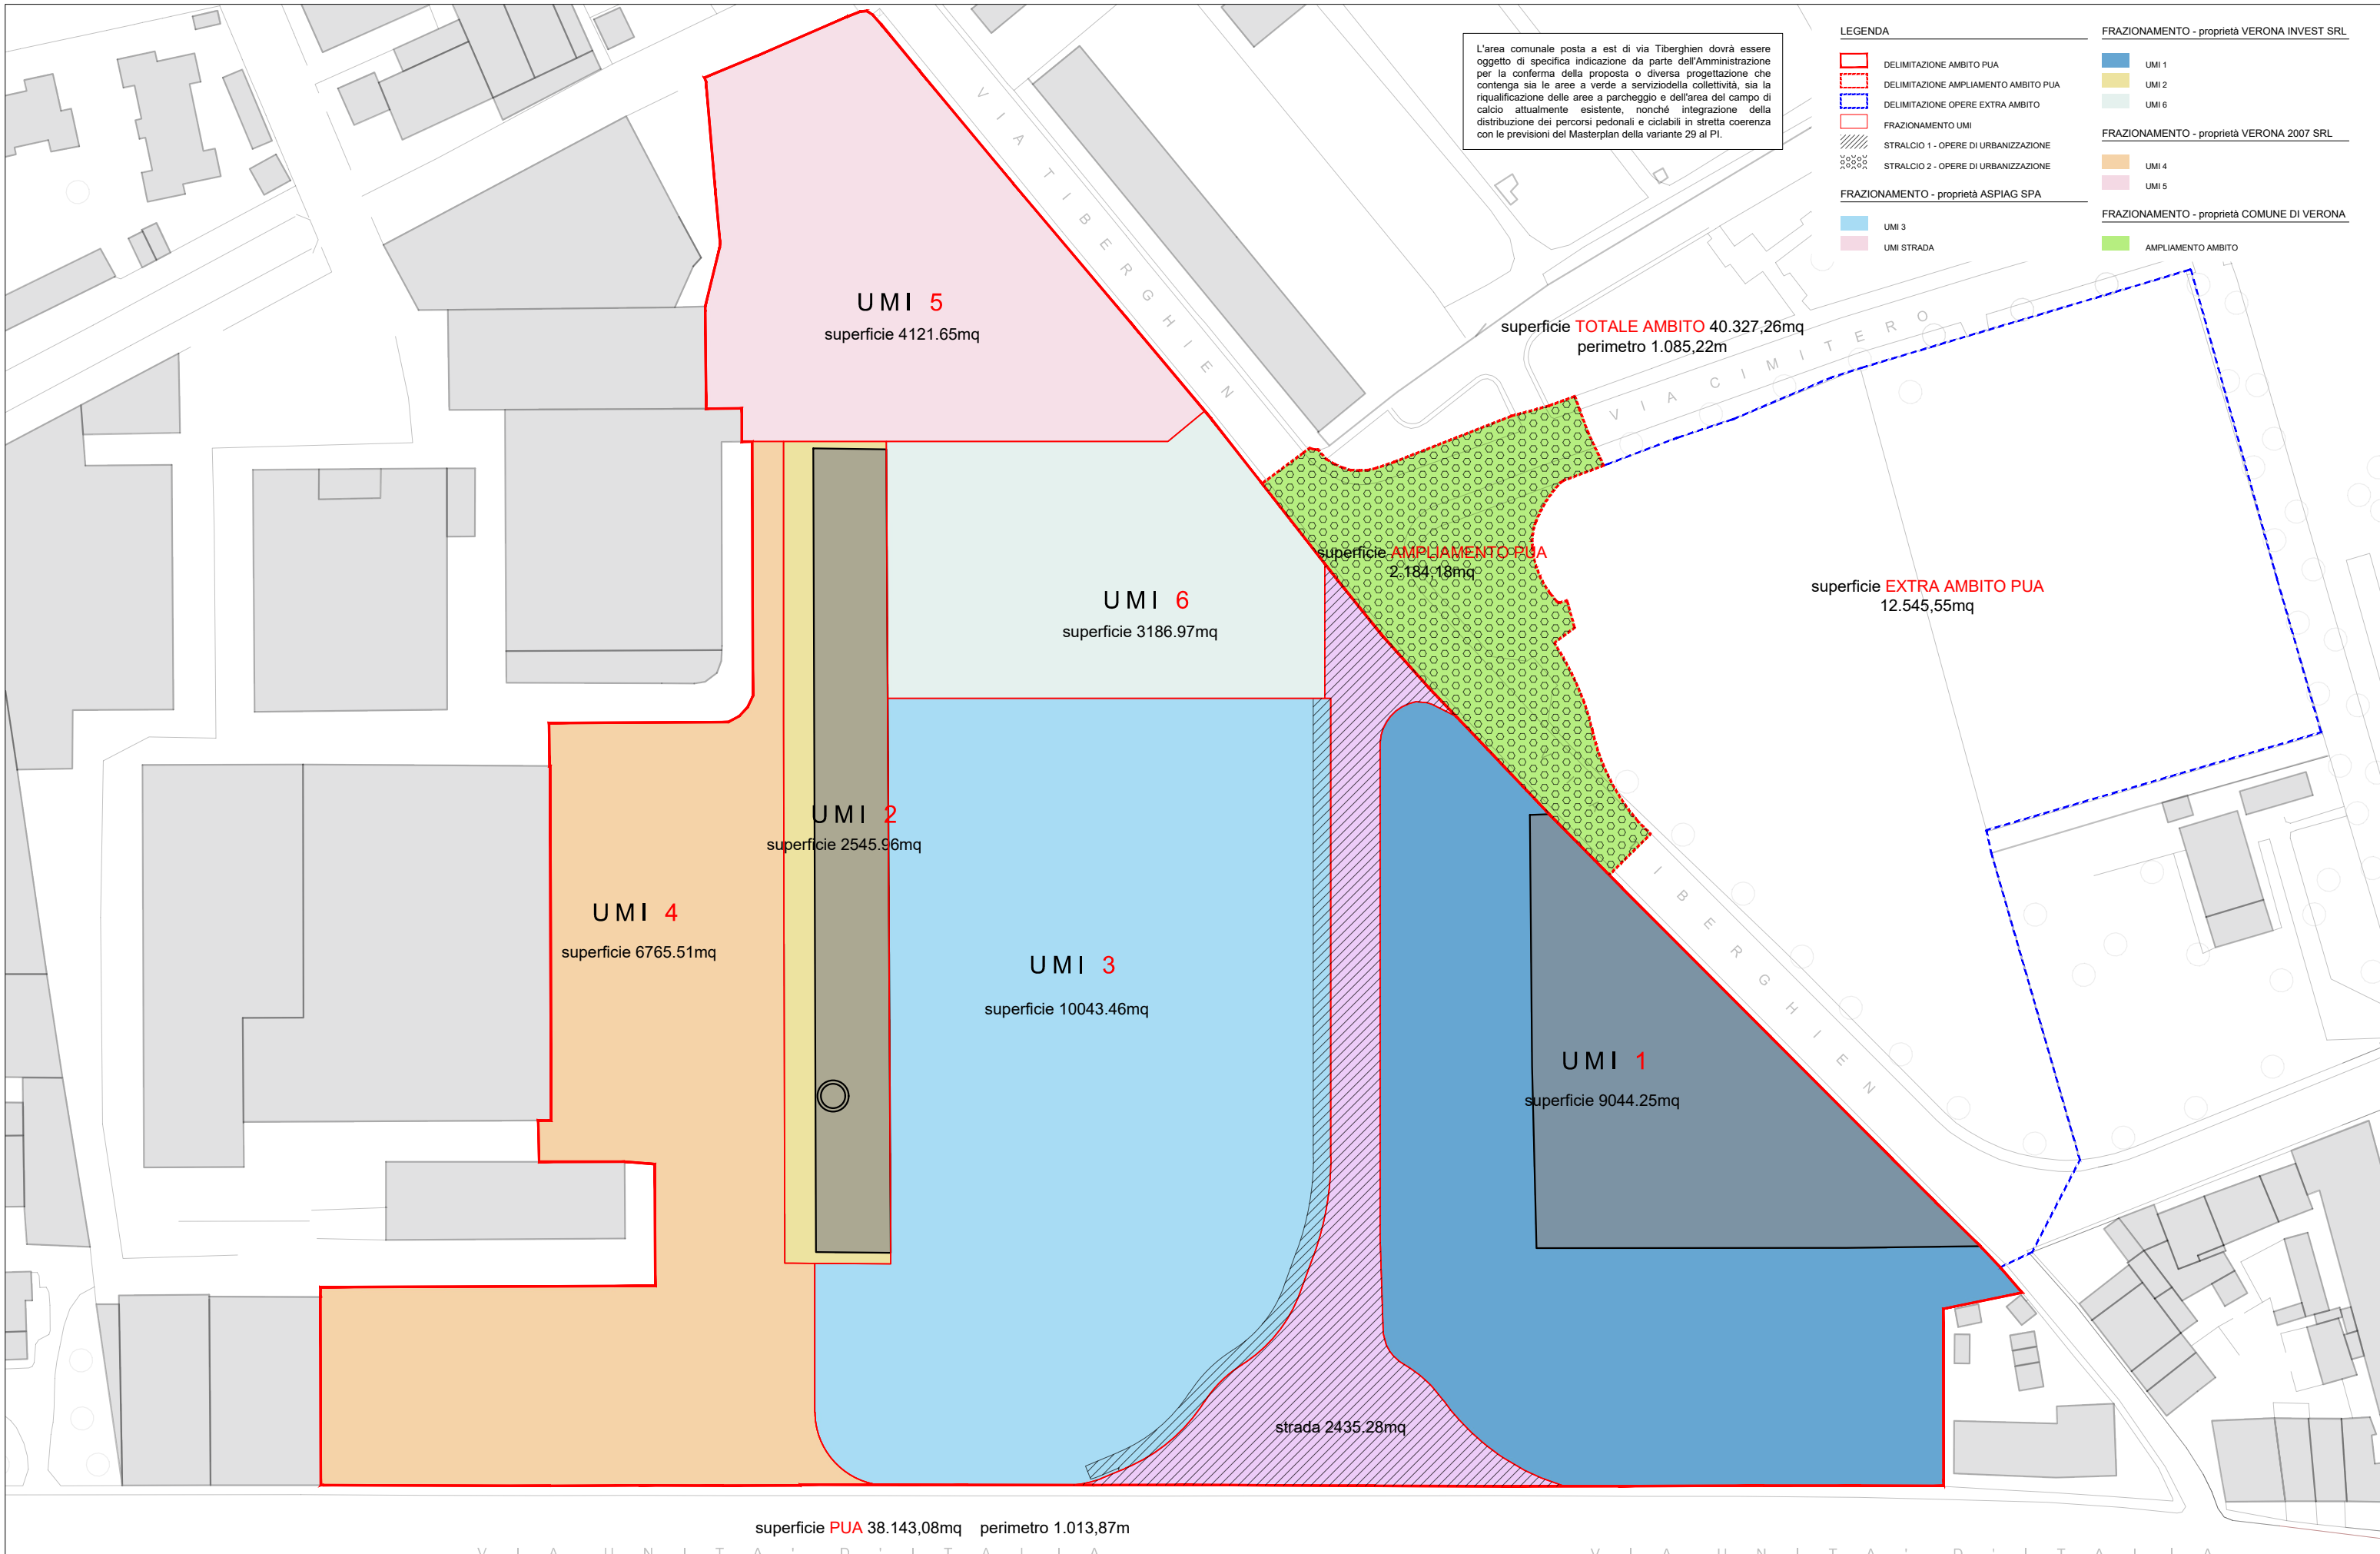 L'area comunale posta a est di via Tiberghien dovrà essere
oggetto di specifica indicazione da parte dell'Amministrazione
per la conferma della proposta o diversa progettazione che
contenga sia le aree a verde a serviziodella collettività, sia la
riqualificazione delle aree a parcheggio e dell'area del campo di
calcio attualmente esistente, nonché integrazione della
distribuzione dei percorsi pedonali e ciclabili in stretta coerenza
con le previsioni del Masterplan della variante 29 al PI.
LEGENDA
DELIMITAZIONE AMBITO PUA
DELIMITAZIONE AMPLIAMENTO AMBITO PUA
DELIMITAZIONE OPERE EXTRA AMBITO
FRAZIONAMENTO UMI
STRALCIO 1 - OPERE DI URBANIZZAZIONE
STRALCIO 2 - OPERE DI URBANIZZAZIONE
FRAZIONAMENTO - proprietà ASPIAG SPA
UMI 3
UMI STRADA
FRAZIONAMENTO - proprietà VERONA INVEST SRL
UMI 1
UMI 2
UMI 6
FRAZIONAMENTO - proprietà VERONA 2007 SRL
UMI 4
UMI 5
FRAZIONAMENTO - proprietà COMUNE DI VERONA
AMPLIAMENTO AMBITO
VIA TIBERGHIEN
UMI 5
superficie 4121.65mq
superficie TOTALE AMBITO 40.327,26mq
perimetro 1.085,22m
VIA CIMITERO
superficie AMPLIAMENTO PUA
2.184,18mq
superficie EXTRA AMBITO PUA
12.545,55mq
UMI 6
superficie 3186.97mq
UMI 2
superficie 2545.96mq
UMI 4
superficie 6765.51mq
UMI 3
superficie 10043.46mq
UMI 1
superficie 9044.25mq
IBERGHIEN
strada 2435.28mq
superficie PUA 38.143,08mq perimetro 1.013,87m
VIA UNITA' D'ITALIA
VIA UNITA' D'ITALIA